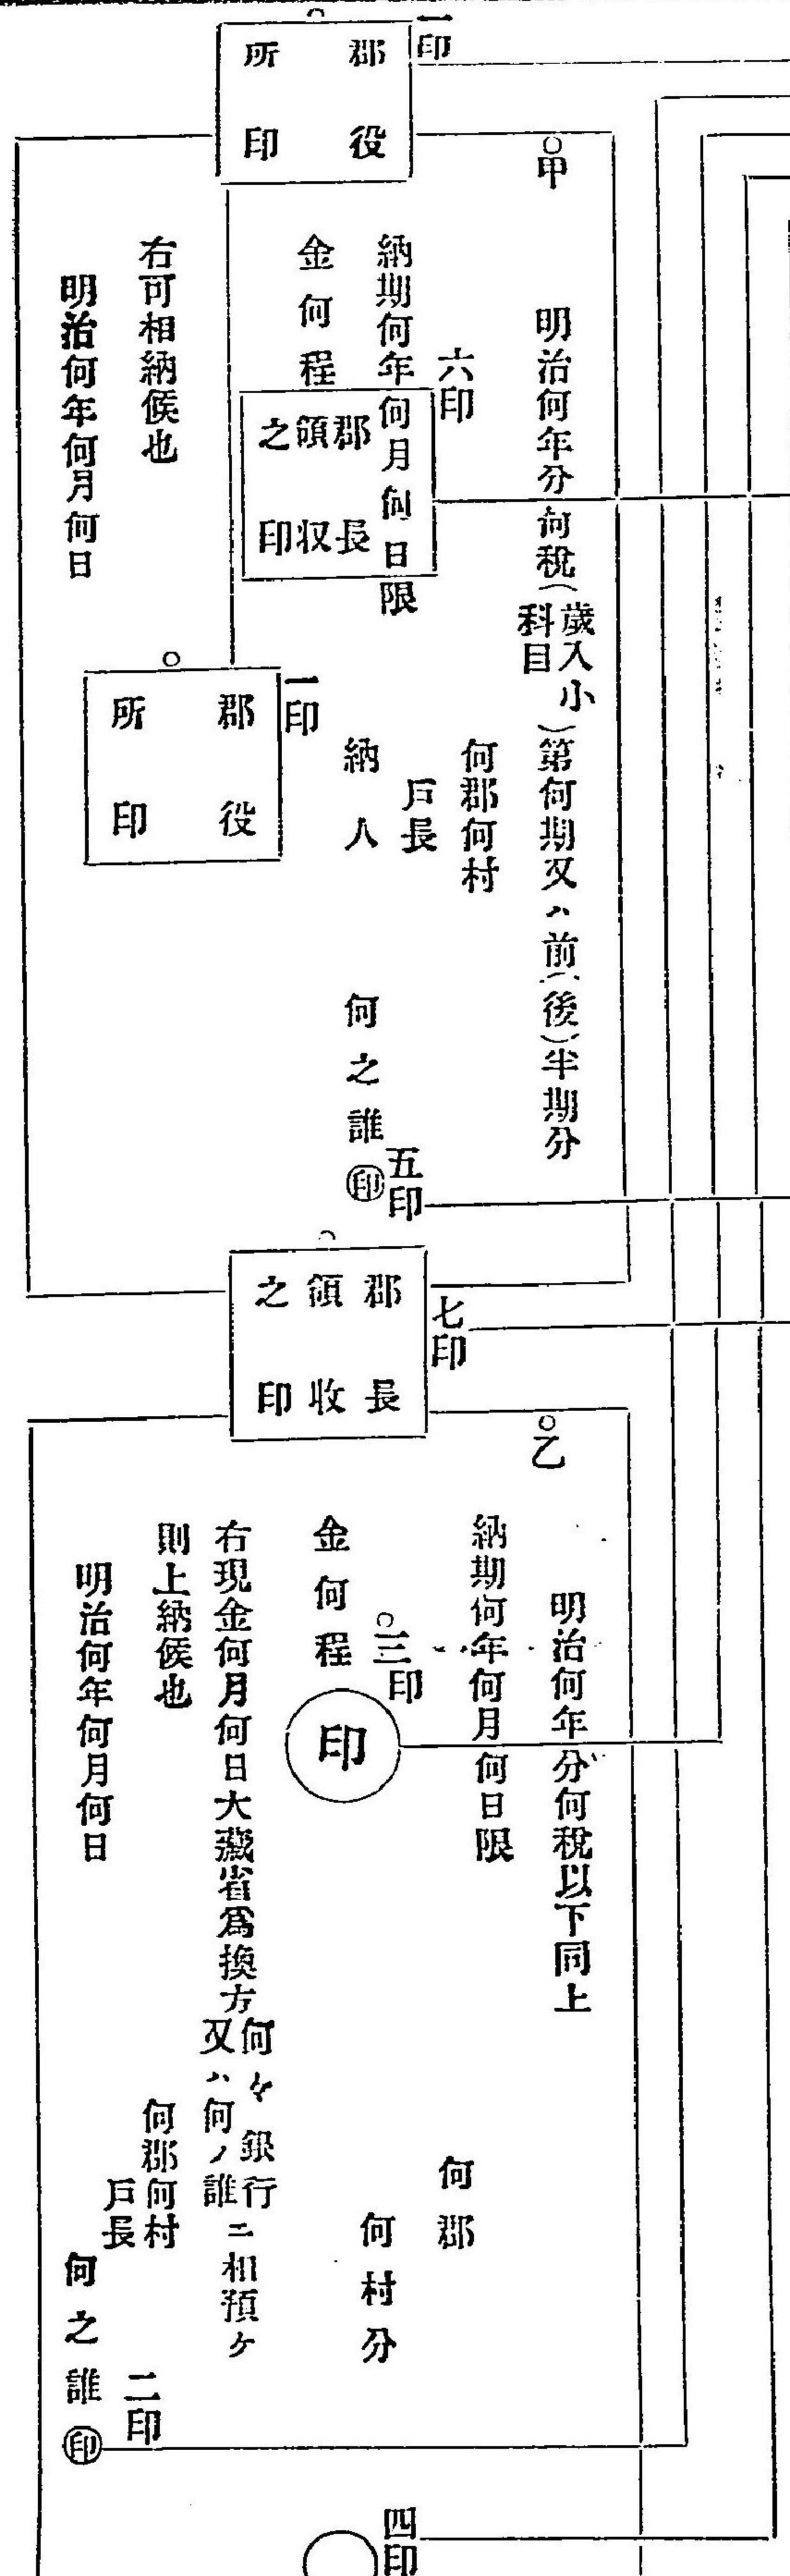 一印
郡役
所印
○甲
明治何年分何税(歲入小科目)第何期又ハ前(後)半期分
何郡何村
戶長
六印
納期何年何月何日限
郡長
領収
之印
金何程
納人 何之誰㊞
五印
右可相納候也
明治何年何月何日
一印
郡役
所印
七印
郡長
領收
之印
○乙
明治何年分何税以下同上
納期何年何月何日限
何郡
何村分
○三印
金何程
印
右現金何月何日大藏省爲換方何々銀行又ハ何ノ誰ニ相預ケ
則上納候也
何郡何村
戶長
明治何年何月何日
二印
何之誰㊞
四印